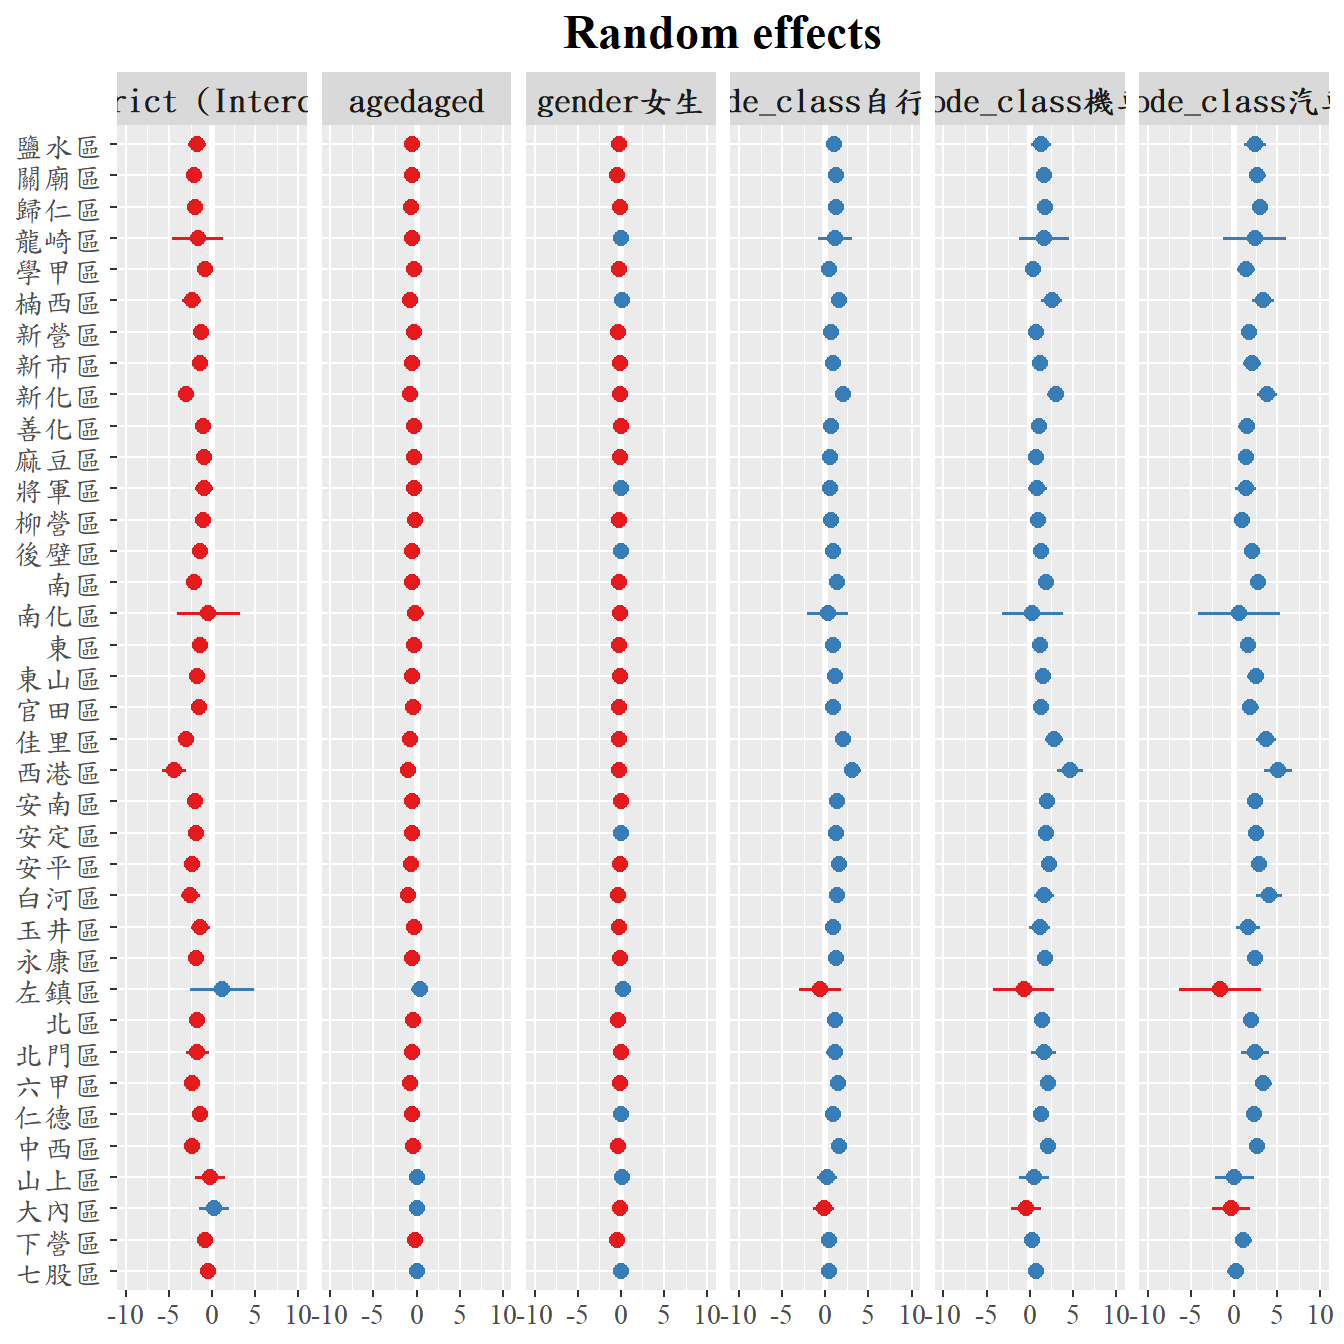 Random effects
rict (Interc
agedaged
gender女生
de_class自行
ode_class機車
ode_class汽車
鹽水區
關廟區
歸仁區
龍崎區
學甲區
楠西區
新營區
新市區
新化區
善化區
麻豆區
將軍區
柳營區
後壁區
南區
南化區
東區
東山區
官田區
佳里區
西港區
安南區
安定區
安平區
白河區
玉井區
永康區
左鎮區
北區
北門區
六甲區
仁德區
中西區
山上區
大內區
下營區
七股區
-10 -5 0 5 10 -10 -5 0 5 10 -10 -5 0 5 10 -10 -5 0 5 10 -10 -5 0 5 10 -10 -5 0 5 10